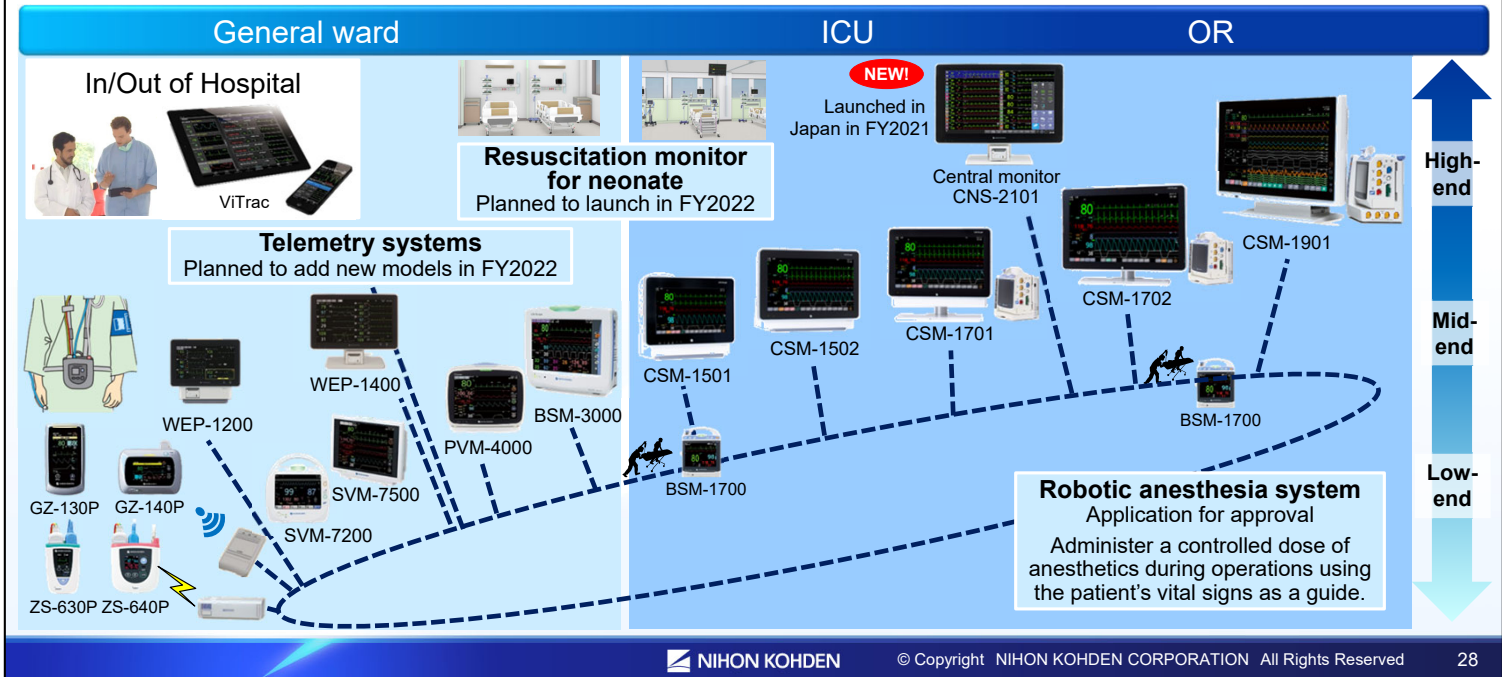 General ward
ICU
OR
In/Out of Hospital
ViTrac
Resuscitation monitor
for neonate
Planned to launch in FY2022
Telemetry systems
Planned to add new models in FY2022
NEW!
Launched in
Japan in FY2021
Central monitor
CNS-2101
CSM-1901
CSM-1702
CSM-1701
CSM-1502
CSM-1501
BSM-1700
BSM-1700
BSM-3000
PVM-4000
WEP-1400
WEP-1200
SVM-7500
SVM-7200
GZ-130P
GZ-140P
ZS-630P
ZS-640P
Robotic anesthesia system
Application for approval
Administer a controlled dose of
anesthetics during operations using
the patient’s vital signs as a guide.
High-
end
Mid-
end
Low-
end
NIHON KOHDEN
© Copyright NIHON KOHDEN CORPORATION All Rights Reserved
28